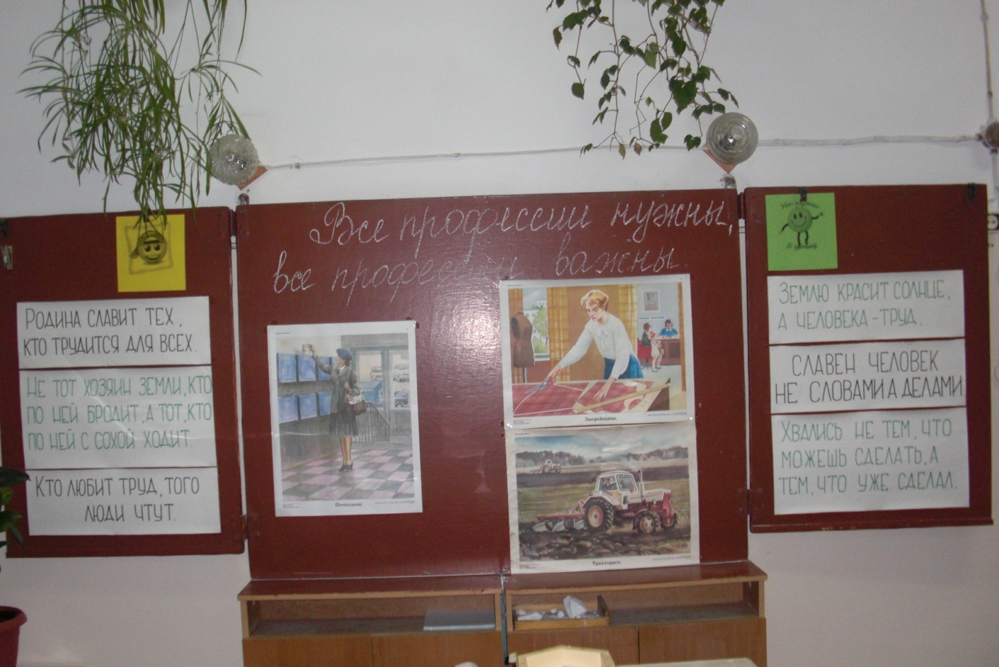 Все профессии нужны,
все профессии важны.
Родина славит тех,
кто трудится для всех.
Не тот хозяин земли, кто
по ней бродит, а тот, кто
по ней с сохой ходит.
Кто любит труд, того
люди чтут.
Почтальон.
Закройщица.
Тракторист.
Землю красит солнце,
а человека - труд.
Славен человек
не словами а делами
Хвались не тем, что
можешь сделать, а
тем, что уже сделал.